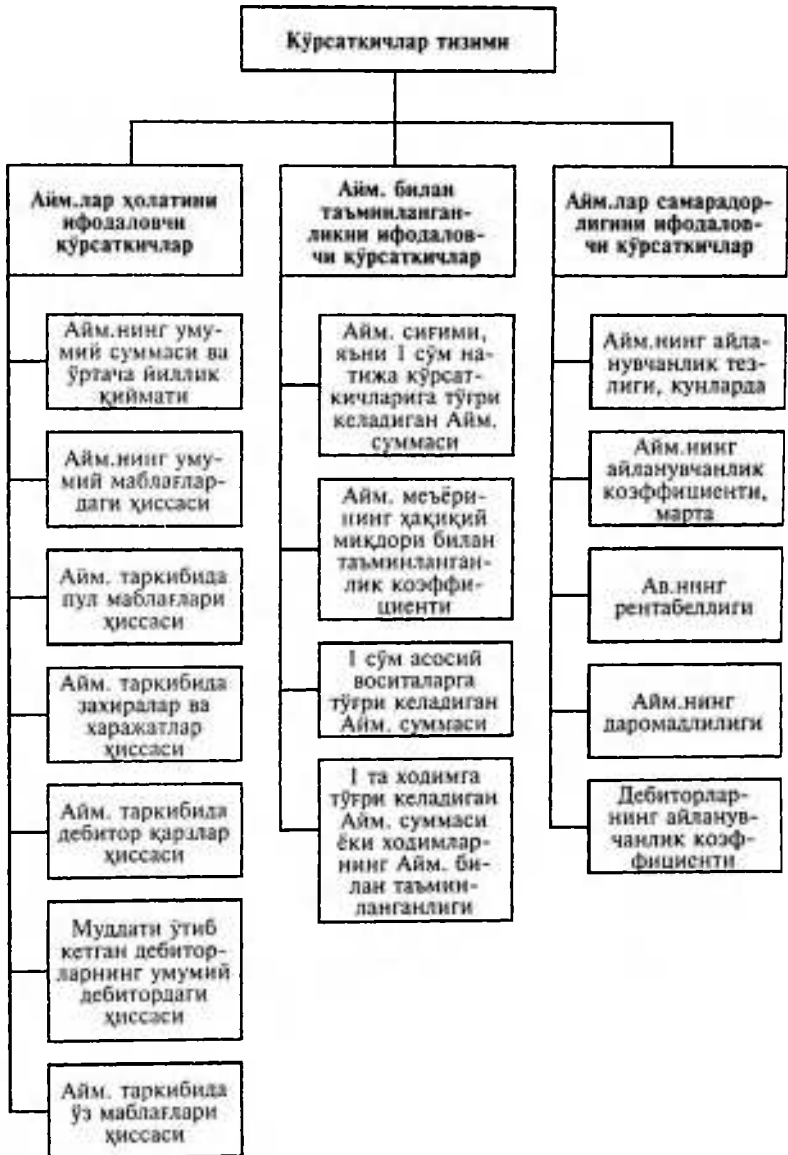 Кўрсаткичлар тизими
Айм.лар ҳолатини
ифодаловчи
кўрсаткичлар
Айм.нинг уму-
мий суммаси ва
ўртача йиллик
қиймати
Айм.нинг уму-
мий маблағлар-
даги ҳиссаси
Айм. таркибида
пул маблағлари
ҳиссаси
Айм. таркибида
захиралар ва
харажатлар
ҳиссаси
Айм. таркибида
дебитор қарзлар
ҳиссаси
Муддати ўтиб
кетган дебитор-
ларнинг умумий
дебитордаги
ҳиссаси
Айм. таркибида
ўз маблағлари
ҳиссаси
Айм. билан
таъминланган-
ликни ифодалов-
чи кўрсаткичлар
Айм. сиғими,
яъни 1 сўм на-
тижа кўрсат-
кичларига тўғри
келадиган Айм.
суммаси
Айм. меъёри-
нинг ҳақиқий
миқдори билан
таъминланган-
лик коэффи-
циенти
1 сўм асосий
воситаларга
тўғри келадиган
Айм. суммаси
1 та ходимга
тўғри келадиган
Айм. суммаси
ёки ходимлар-
нинг Айм. би-
лан таъмин-
ланганлиги
Айм.лар самарадор-
лигини ифодалов-
чи кўрсаткичлар
Айм.нинг айла-
нувчанлик тез-
лиги, кунларда
Айм.нинг
айланувчанлик
коэффициенти,
марта
Ав.нинг
рентабеллиги
Айм.нинг
даромадлилиги
Дебиторлар-
нинг айланув-
чанлик коэф-
фициенти